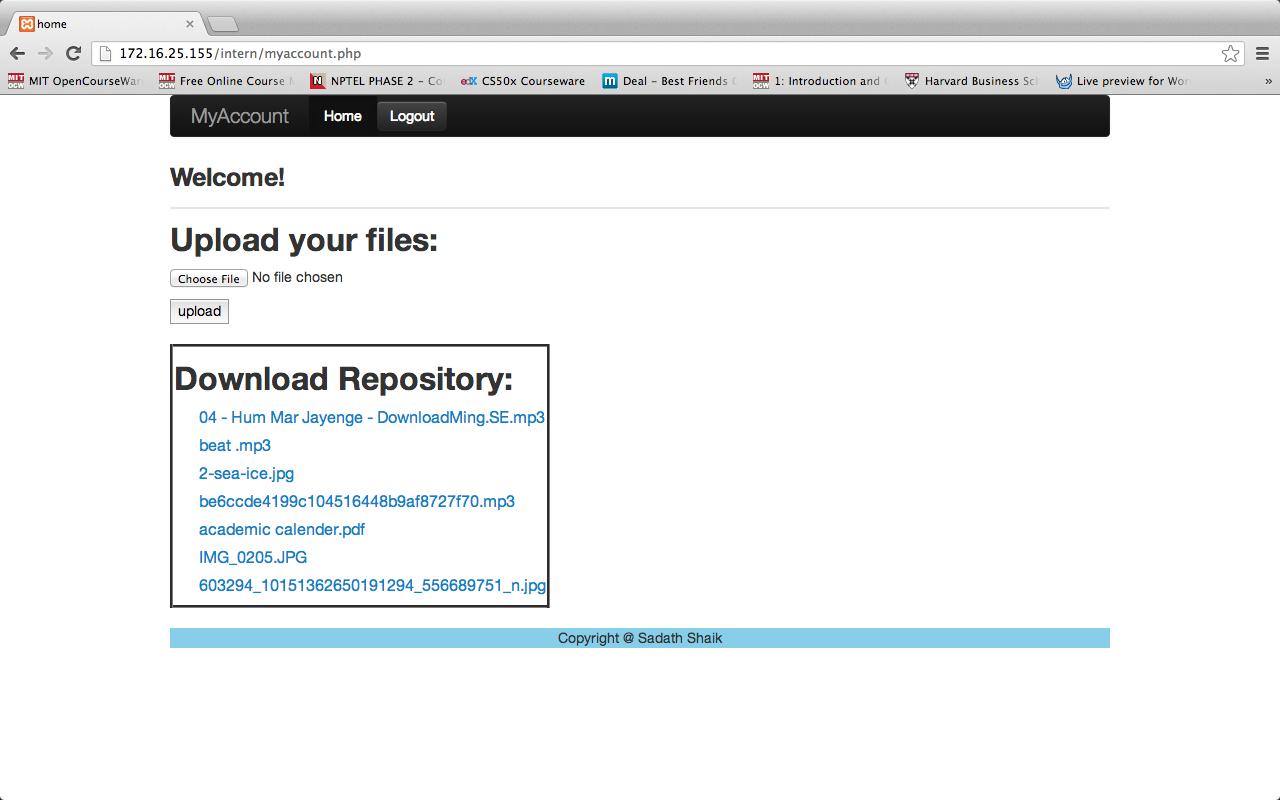 home
172.16.25.155/intern/myaccount.php
MIT OpenCourseWar Free Online Course NPTEL PHASE 2 – Co CS50x Courseware Deal – Best Friends 1: Introduction and Harvard Business Sc Live preview for Wor »
MyAccount Home Logout
Welcome!
Upload your files:
Choose File No file chosen
upload
Download Repository:
04 - Hum Mar Jayenge - DownloadMing.SE.mp3
beat .mp3
2-sea-ice.jpg
be6ccde4199c104516448b9af8727f70.mp3
academic calender.pdf
IMG_0205.JPG
603294_10151362650191294_556689751_n.jpg
Copyright @ Sadath Shaik